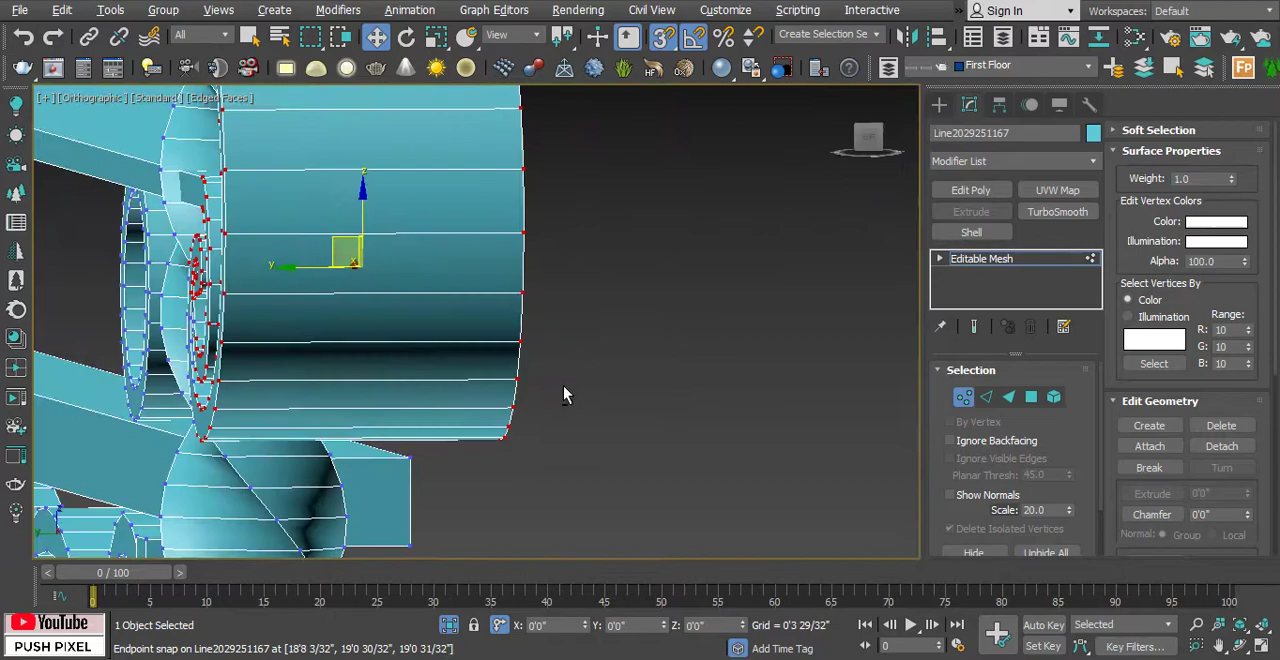 File Edit Tools Group Views Create Modifiers Animation Graph Editors Rendering Civil View Customize Scripting Interactive Sign In Workspaces: Default
All View Create Selection Se
First Floor FP
[+] [Orthographic] [Standard] [Edged Faces]
z
y x
Line2029251167
Modifier List
Edit Poly UVW Map
Extrude TurboSmooth
Shell
Editable Mesh
Selection
By Vertex
Ignore Backfacing
Ignore Visible Edges
Planar Thresh: 45.0
Show Normals
Scale: 20.0
Delete Isolated Vertices
Hide Unhide All
Soft Selection
Surface Properties
Weight: 1.0
Edit Vertex Colors
Color:
Illumination:
Alpha: 100.0
Select Vertices By
Color
Illumination
Range:
R: 10
G: 10
B: 10
Select
Edit Geometry
Create Delete
Attach Detach
Break Turn
Extrude 0'0"
Chamfer 0'0"
Normal: Group Local
< 0 / 100 >
0 5 10 15 20 25 30 35 40 45 50 55 60 65 70 75 80 85 90 95 100
YouTube
PUSH PIXEL
1 Object Selected X: 0'0" Y: 0'0" Z: 0'0" Grid = 0'3 29/32" Auto Key Selected
Endpoint snap on Line2029251167 at [18'8 3/32", 19'0 30/32", 19'0 31/32"] Add Time Tag Set Key Key Filters... 0